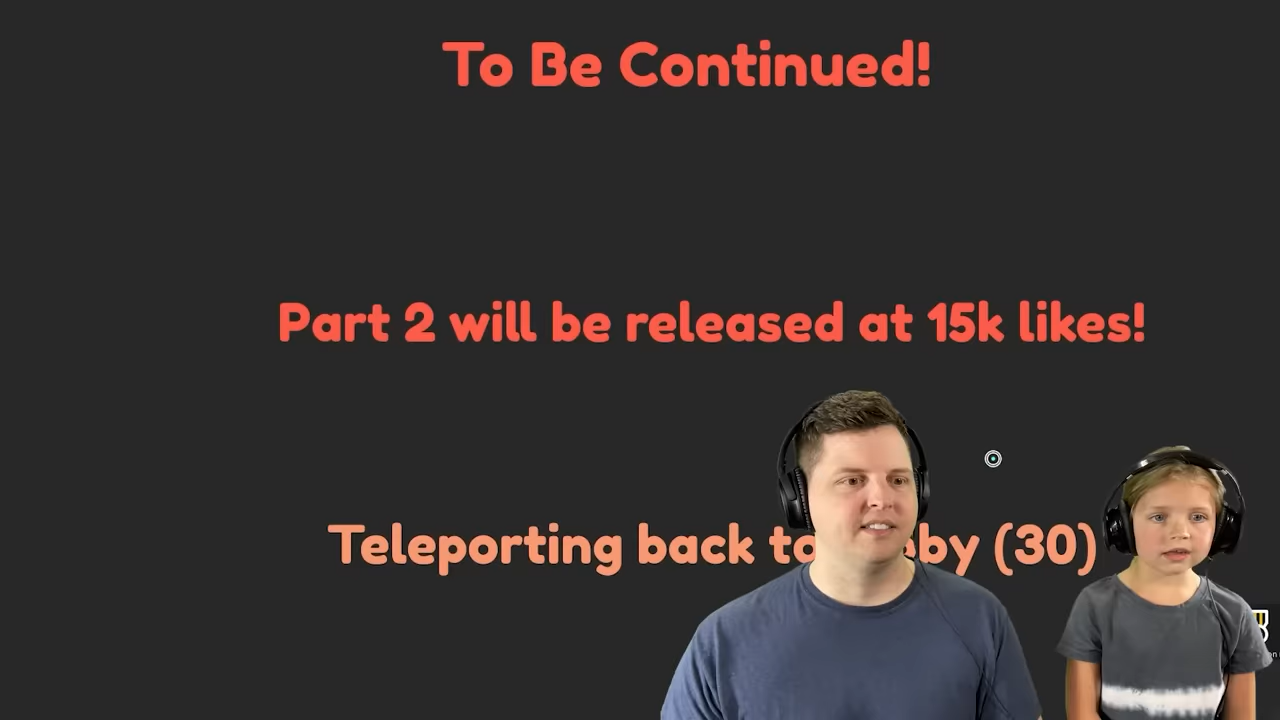 To Be Continued!
Part 2 will be released at 15k likes!
Teleporting back to (30)